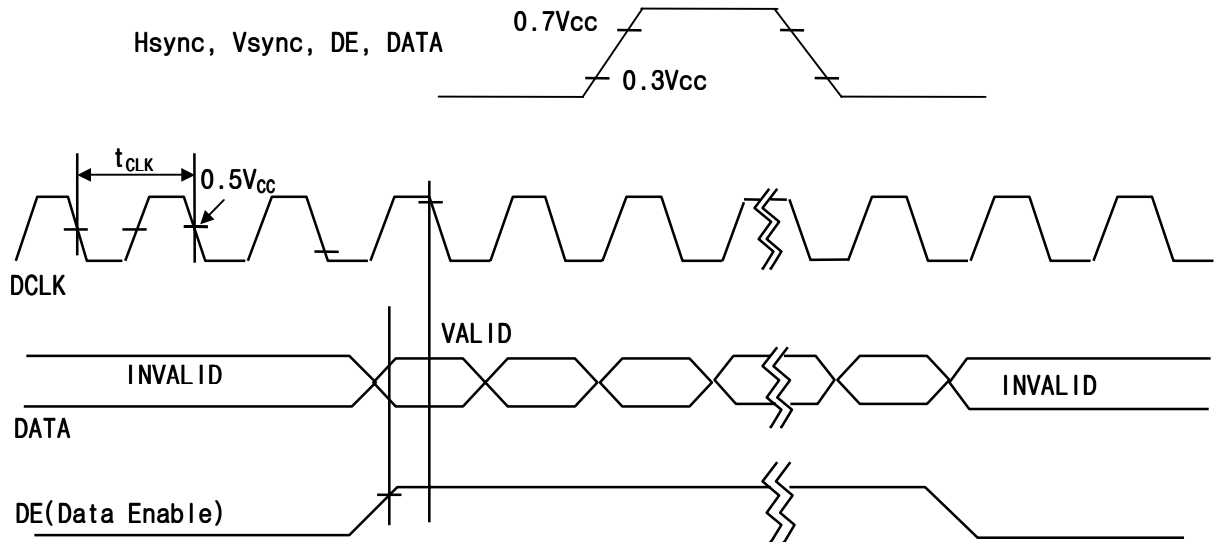 0.7Vcc
Hsync, Vsync, DE, DATA
0.3Vcc
tCLK
0.5VCC
DCLK
VALID
INVALID
INVALID
DATA
DE(Data Enable)